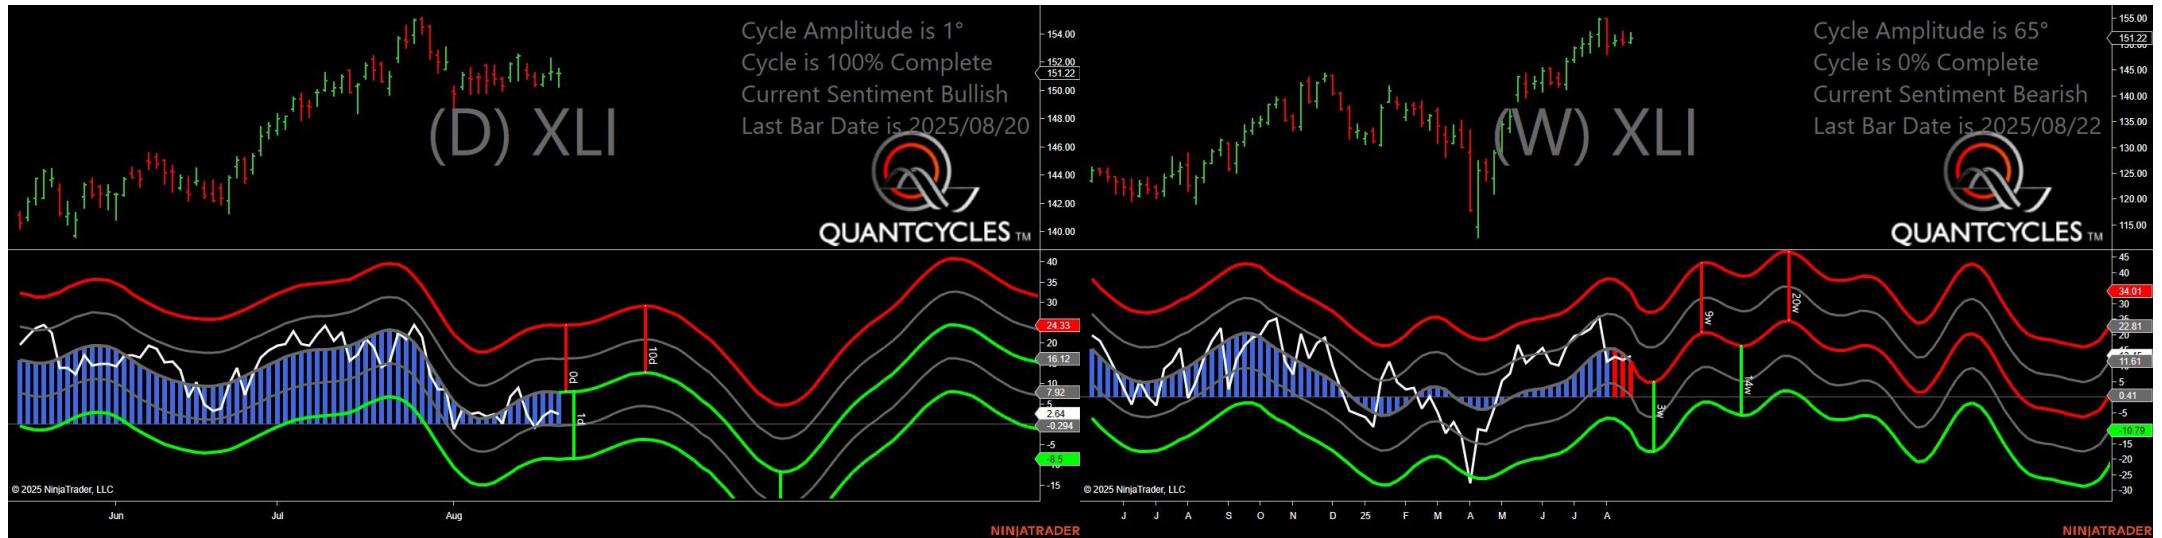 Cycle Amplitude is 1°
Cycle is 100% Complete
Current Sentiment Bullish
Last Bar Date is 2025/08/20
(D) XLI
QUANTCYCLES TM
154.00
152.00
151.22
150.00
148.00
146.00
144.00
142.00
140.00
40
35
30
24.33
20
16.12
10
7.92
5
2.64
-0.294
-5
-8.5
-15
0d
1d
10d
© 2025 NinjaTrader, LLC
Jun Jul Aug
NINJATRADER
Cycle Amplitude is 65°
Cycle is 0% Complete
Current Sentiment Bearish
Last Bar Date is 2025/08/22
(W) XLI
QUANTCYCLES TM
155.00
151.22
150.00
145.00
140.00
135.00
130.00
125.00
120.00
115.00
45
40
34.01
30
25
22.81
11.61
5
0.41
-5
-10.79
-15
-20
-25
-30
3w
9w
14w
20w
© 2025 NinjaTrader, LLC
J J A S O N D 25 F M A M J J A
NINJATRADER